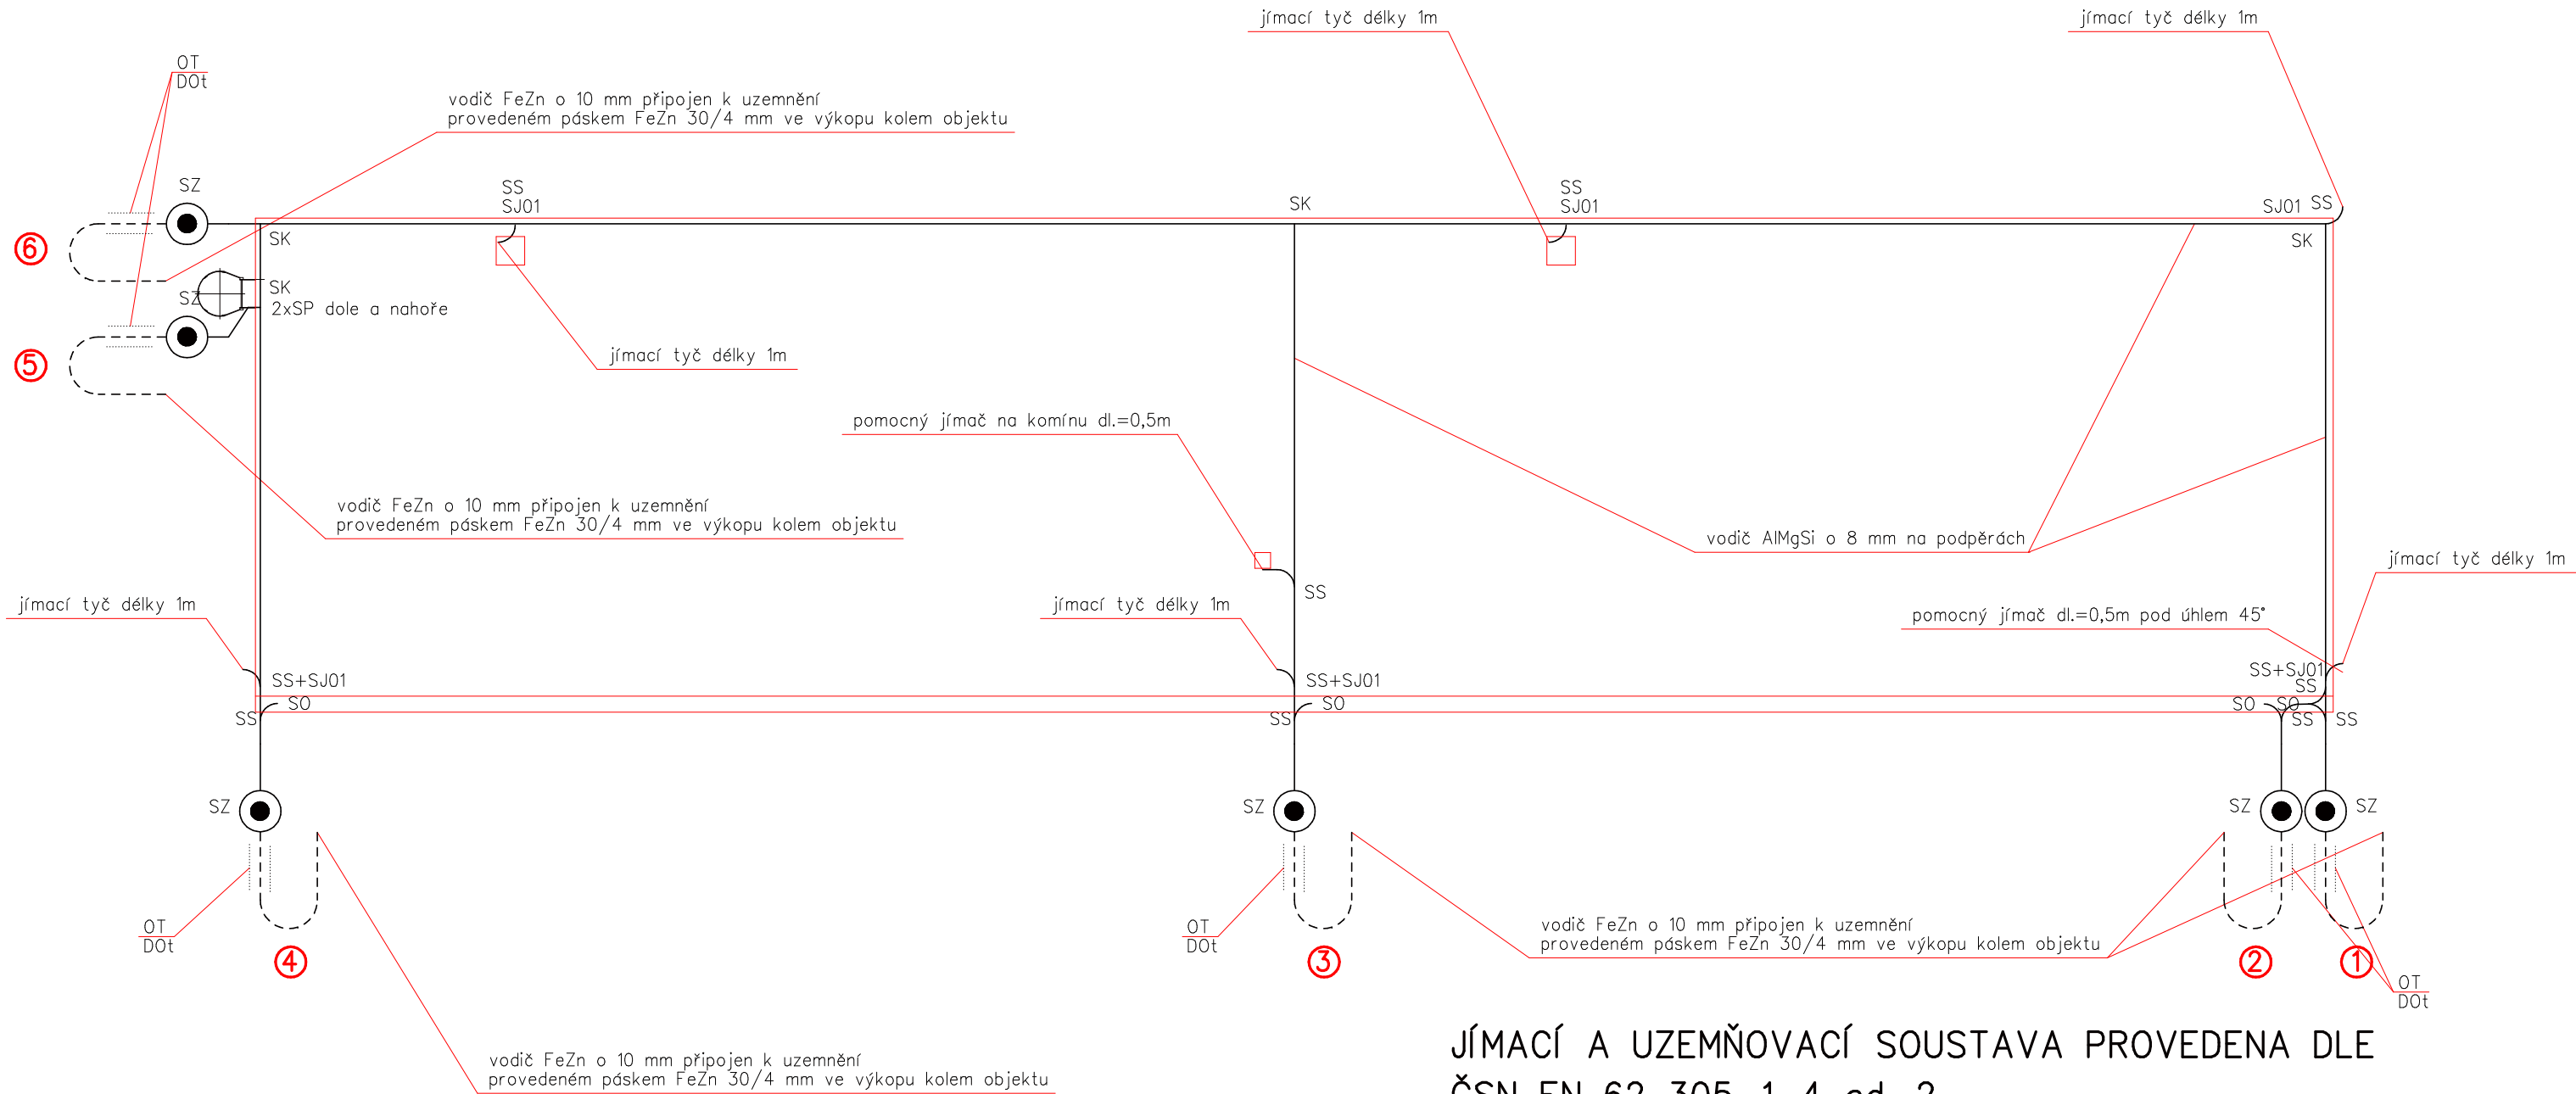 jímací tyč délky 1m
jímací tyč délky 1m
OT
DOt
vodič FeZn o 10 mm připojen k uzemnění
provedeném páskem FeZn 30/4 mm ve výkopu kolem objektu
SZ
SS
SJ01
SK
SS
SJ01
SJ01 SS
⑥
SK
SK
SK
SZ
2xSP dole a nahoře
⑤
jímací tyč délky 1m
pomocný jímač na komínu dl.=0,5m
vodič FeZn o 10 mm připojen k uzemnění
provedeném páskem FeZn 30/4 mm ve výkopu kolem objektu
vodič AlMgSi o 8 mm na podpěrách
jímací tyč délky 1m
SS
jímací tyč délky 1m
jímací tyč délky 1m
pomocný jímač dl.=0,5m pod úhlem 45°
SS+SJ01
SS+SJ01
SS+SJ01
SS
SO
SO
SO
SO
SS
SS
SS
SS
SZ
SZ
SZ
SZ
OT
DOt
OT
DOt
vodič FeZn o 10 mm připojen k uzemnění
provedeném páskem FeZn 30/4 mm ve výkopu kolem objektu
④
③
②
①
OT
DOt
JÍMACÍ A UZEMŇOVACÍ SOUSTAVA PROVEDENA DLE
vodič FeZn o 10 mm připojen k uzemnění
provedeném páskem FeZn 30/4 mm ve výkopu kolem objektu
ČSN EN 62 305-1-4 ed. 2